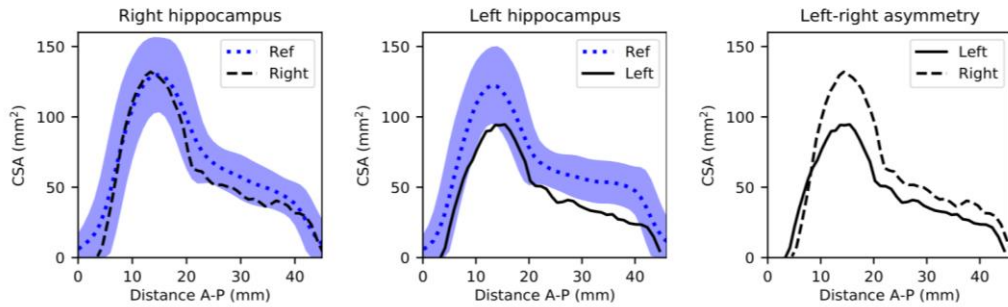 Right hippocampus
150
100
50
0
CSA (mm²)
Ref
Right
0 10 20 30 40
Distance A-P (mm)
Left hippocampus
150
100
50
0
CSA (mm²)
Ref
Left
0 10 20 30 40
Distance A-P (mm)
Left-right asymmetry
150
100
50
0
CSA (mm²)
Left
Right
0 10 20 30 40
Distance A-P (mm)